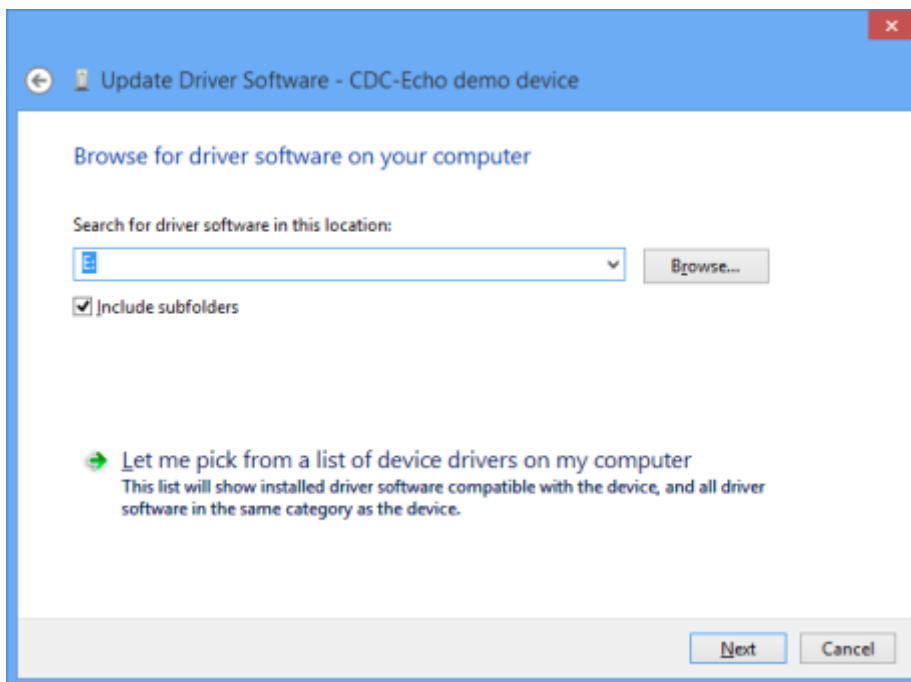 Update Driver Software - CDC-Echo demo device
Browse for driver software on your computer
Search for driver software in this location:
E:
Browse...
Include subfolders
Let me pick from a list of device drivers on my computer
This list will show installed driver software compatible with the device, and all driver
software in the same category as the device.
Next
Cancel